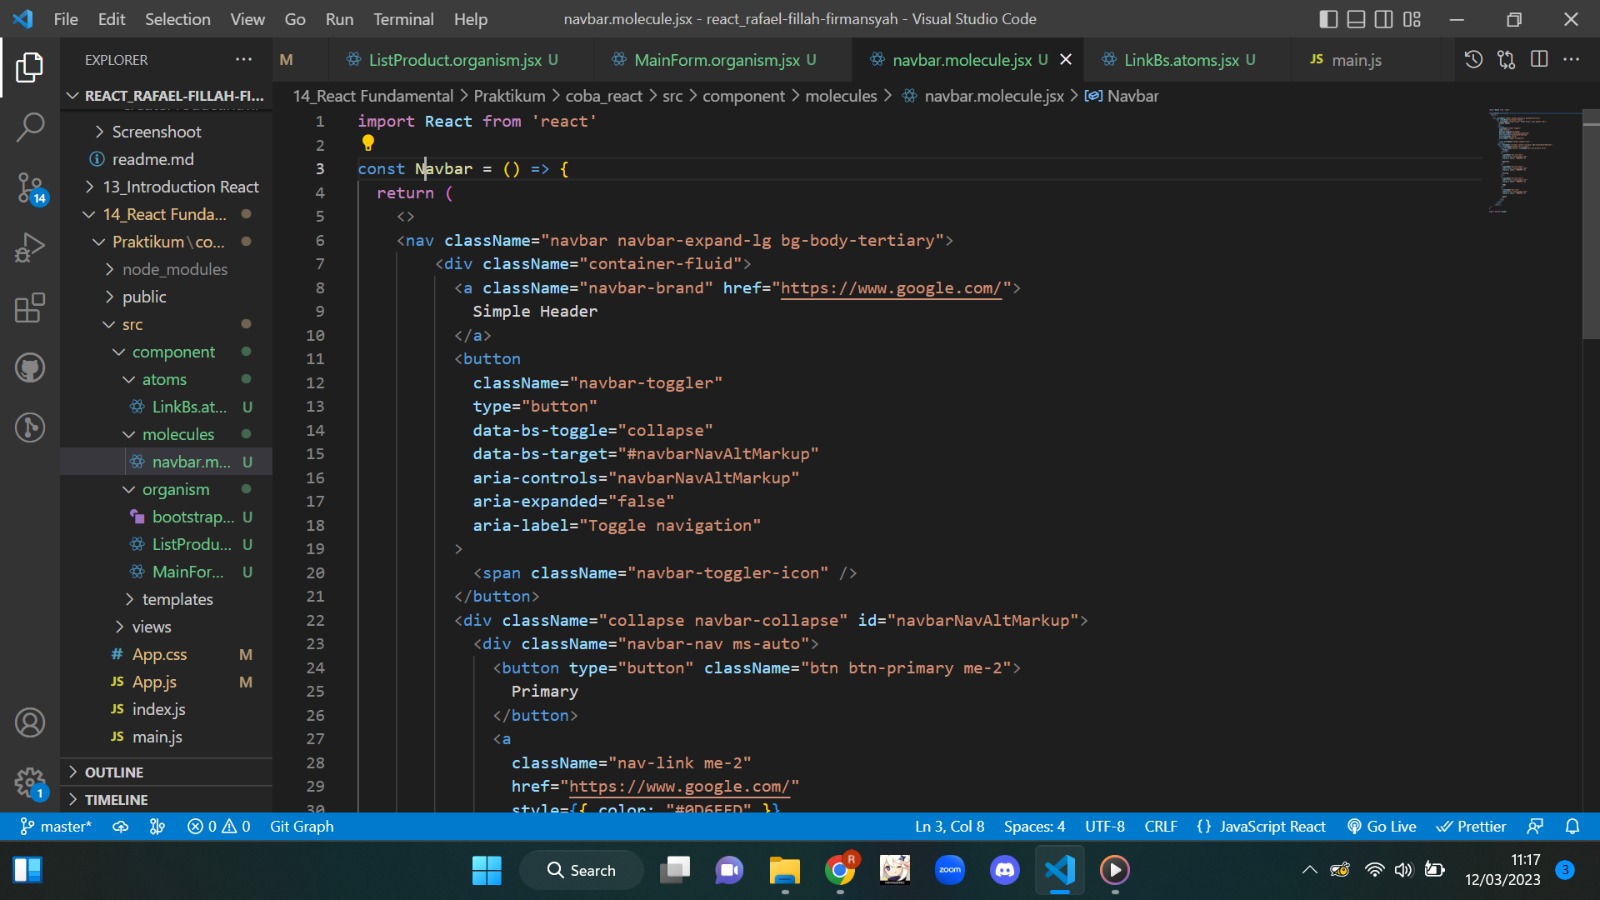 File Edit Selection View Go Run Terminal Help
navbar.molecule.jsx - react_rafael-fillah-firmansyah - Visual Studio Code
EXPLORER
M
ListProduct.organism.jsx U
MainForm.organism.jsx U
navbar.molecule.jsx U
LinkBs.atoms.jsx U
JS main.js
REACT_RAFAEL-FILLAH-FI...
Screenshoot
readme.md
13_Introduction React
14_React Funda...
Praktikum\co...
node_modules
public
src
component
atoms
LinkBs.at... U
molecules
navbar.m... U
organism
bootstrap... U
ListProdu... U
MainFor... U
templates
views
# App.css M
JS App.js M
JS index.js
JS main.js
OUTLINE
TIMELINE
14
1
14_React Fundamental > Praktikum > coba_react > src > component > molecules > navbar.molecule.jsx > Navbar
1 import React from 'react'
2
3 const Navbar = () => {
4 return (
5 <>
6 <nav className="navbar navbar-expand-lg bg-body-tertiary">
7 <div className="container-fluid">
8 <a className="navbar-brand" href="https://www.google.com/">
9 Simple Header
10 </a>
11 <button
12 className="navbar-toggler"
13 type="button"
14 data-bs-toggle="collapse"
15 data-bs-target="#navbarNavAltMarkup"
16 aria-controls="navbarNavAltMarkup"
17 aria-expanded="false"
18 aria-label="Toggle navigation"
19 >
20 <span className="navbar-toggler-icon" />
21 </button>
22 <div className="collapse navbar-collapse" id="navbarNavAltMarkup">
23 <div className="navbar-nav ms-auto">
24 <button type="button" className="btn btn-primary me-2">
25 Primary
26 </button>
27 <a
28 className="nav-link me-2"
29 href="https://www.google.com/"
30 style={{ color: "#0D6EFD" }}
master* 0 0 Git Graph
Ln 3, Col 8 Spaces: 4 UTF-8 CRLF {} JavaScript React Go Live Prettier
Search
R
zoom
11:17
12/03/2023
3